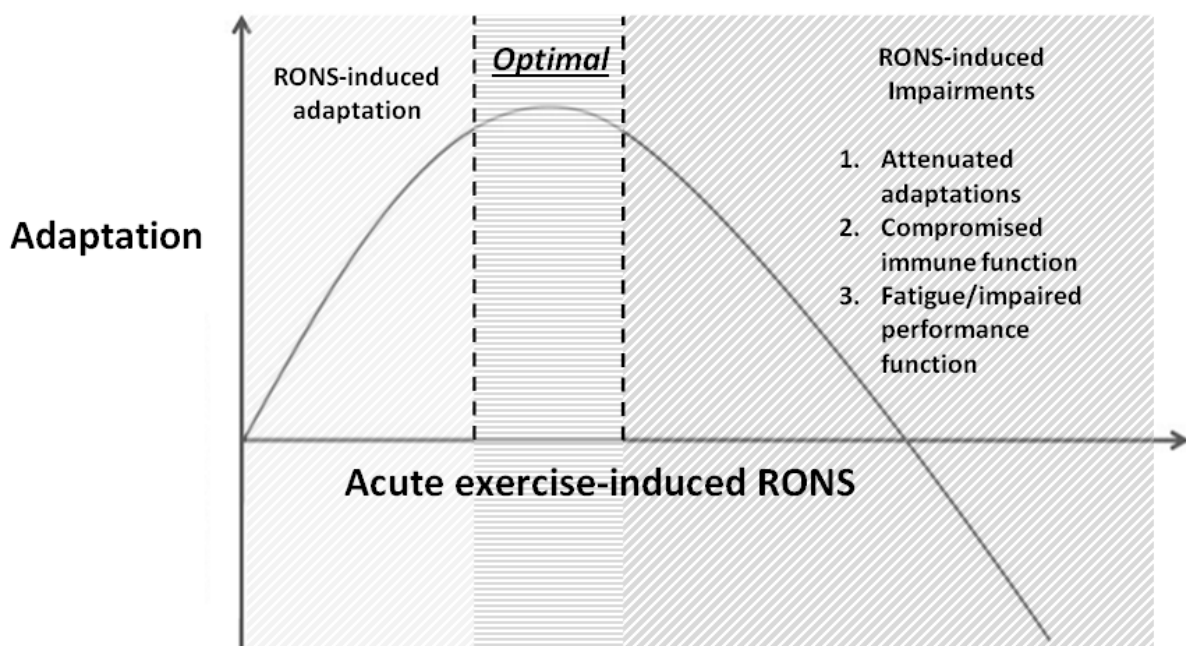 RONS-induced
adaptation
Optimal
RONS-induced
Impairments
1. Attenuated
adaptations
2. Compromised
immune function
3. Fatigue/impaired
performance
function
Adaptation
Acute exercise-induced RONS